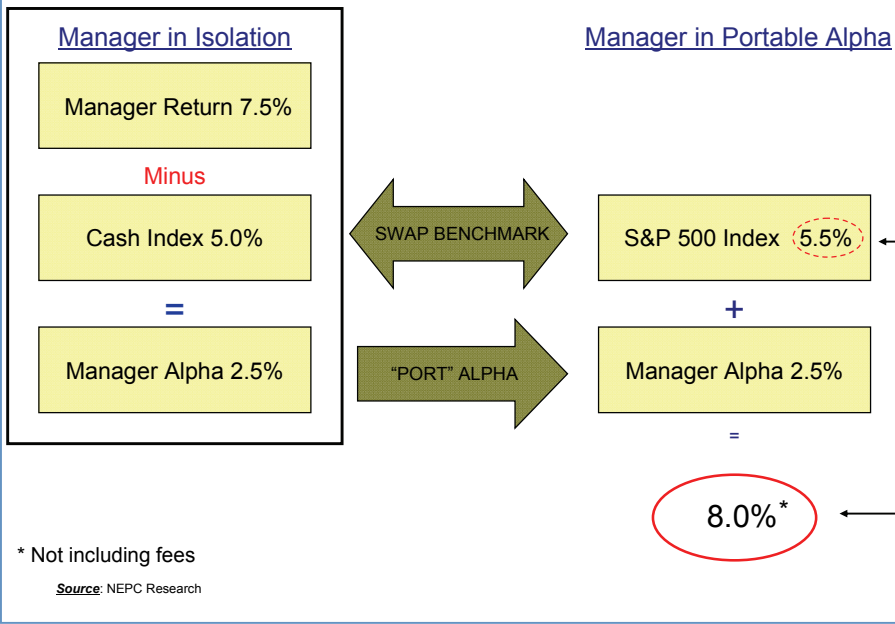 Manager in Isolation
Manager Return 7.5%
Minus
Cash Index 5.0%
=
Manager Alpha 2.5%
SWAP BENCHMARK
"PORT" ALPHA
Manager in Portable Alpha
S&P 500 Index 5.5%
+
Manager Alpha 2.5%
=
8.0%*
* Not including fees
Source: NEPC Research